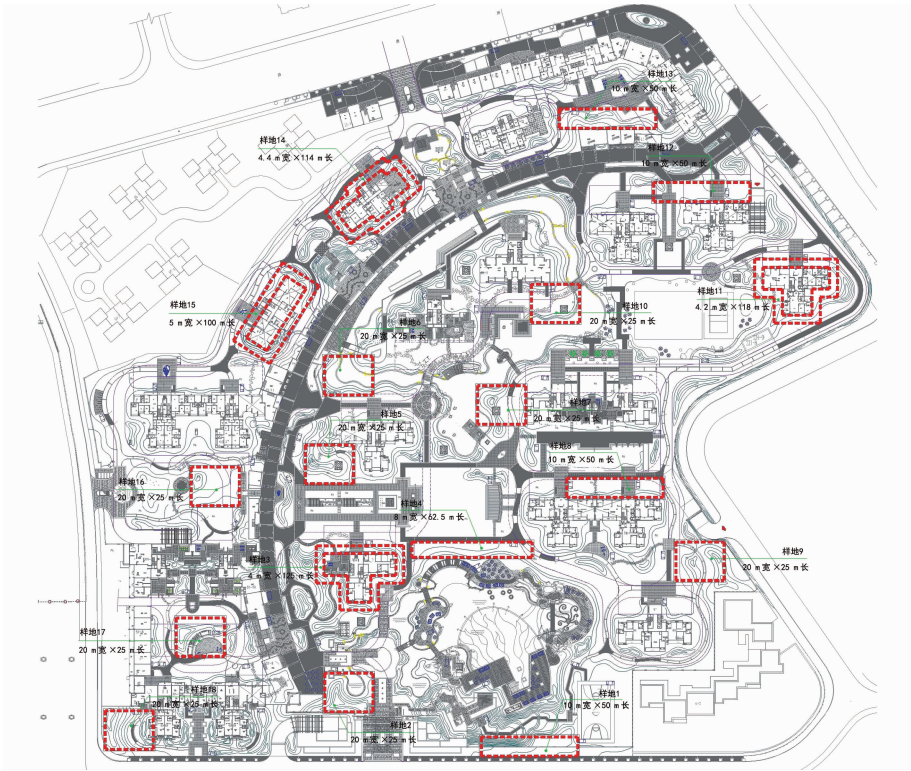 样地13
10 m宽 ×50 m长
样地14
4.4 m宽 ×114 m长
样地12
10 m宽 ×50 m长
样地11
4.2 m宽 ×118 m长
样地15
5 m宽 ×100 m长
样地10
20 m宽 ×25 m长
样地6
20 m宽 ×25 m长
样地7
20 m宽 ×25 m长
样地5
20 m宽 ×25 m长
样地8
10 m宽 ×50 m长
样地16
20 m宽 ×25 m长
样地4
8 m宽 ×62.5 m长
样地9
20 m宽 ×25 m长
样地3
4 m宽 ×125 m长
样地17
20 m宽 ×25 m长
样地18
20 m宽 ×25 m长
样地1
10 m宽 ×50 m长
样地2
20 m宽 ×25 m长